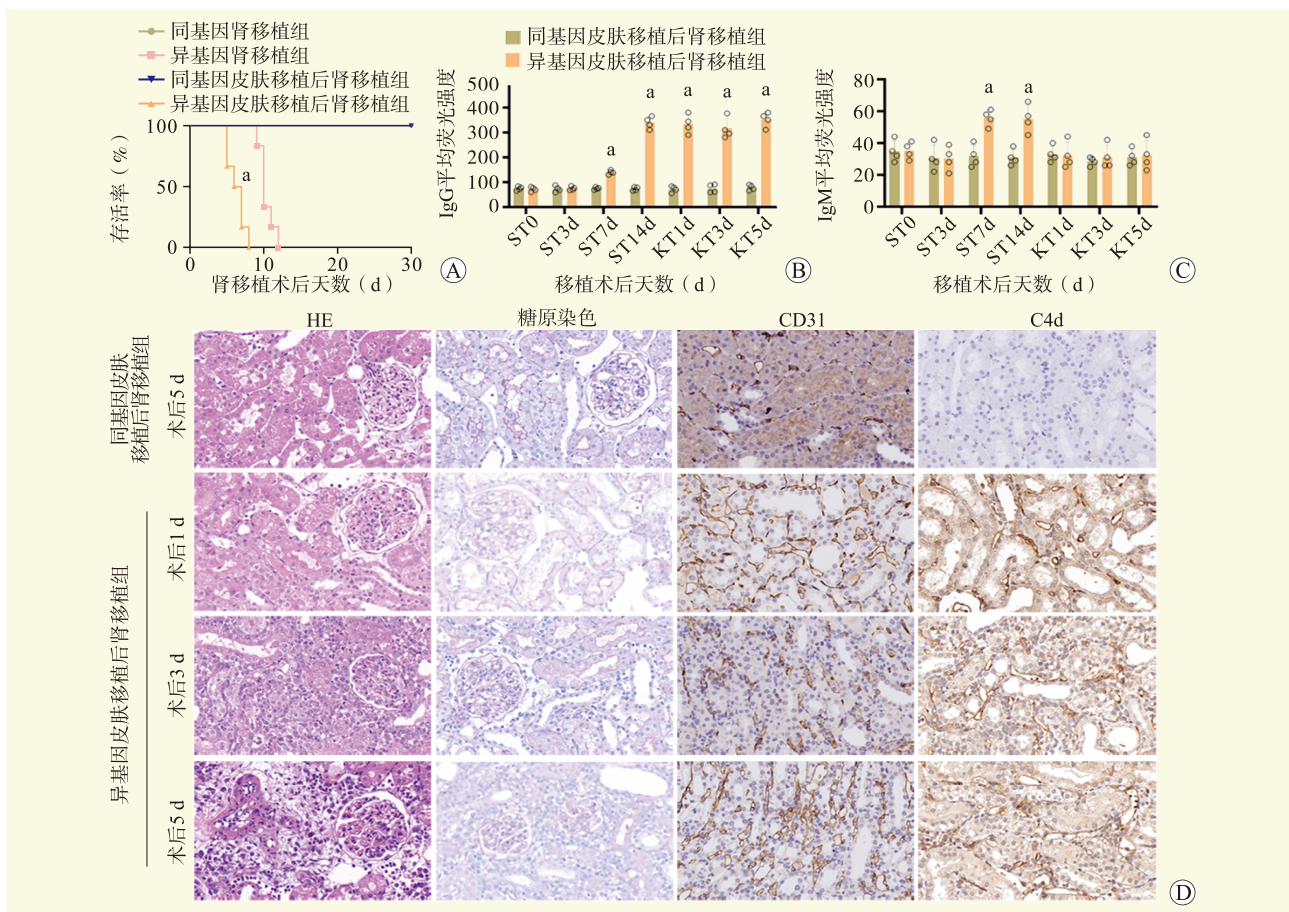 同基因肾移植组
异基因肾移植组
同基因皮肤移植后肾移植组
异基因皮肤移植后肾移植组
100
50
0
存活率（%）
a
0
10
20
30
肾移植术后天数（d）
A
同基因皮肤移植后肾移植组
异基因皮肤移植后肾移植组
IgG平均荧光强度
500
400
300
200
100
0
a
a
a
a
a
ST0
ST3d
ST7d
ST14d
KT1d
KT3d
KT5d
移植术后天数（d）
B
IgM平均荧光强度
80
60
40
20
0
a
a
ST0
ST3d
ST7d
ST14d
KT1d
KT3d
KT5d
移植术后天数（d）
C
HE
糖原染色
CD31
C4d
同基因皮肤
移植后肾移植组
术后5 d
异基因皮肤移植后肾移植组
术后1 d
术后3 d
术后5 d
D